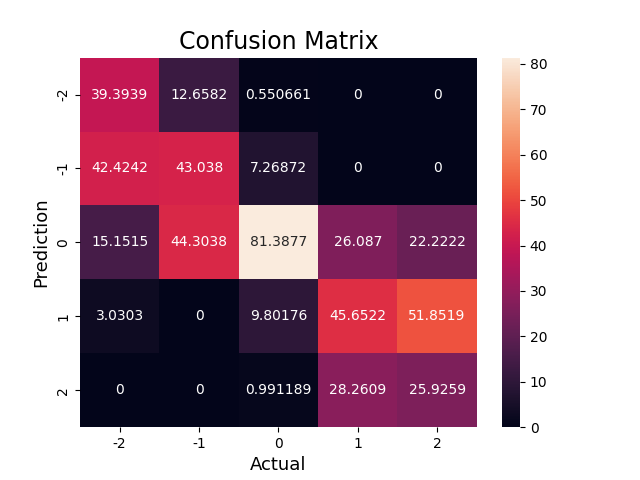 Confusion Matrix
80
-2 39.3939 12.6582 0.550661 0 0
70
60
-1 42.4242 43.038 7.26872 0 0
50
Prediction
0 15.1515 44.3038 81.3877 26.087 22.2222
40
30
1 3.0303 0 9.80176 45.6522 51.8519
20
2 0 0 0.991189 28.2609 25.9259
10
0
-2 -1 0 1 2
Actual